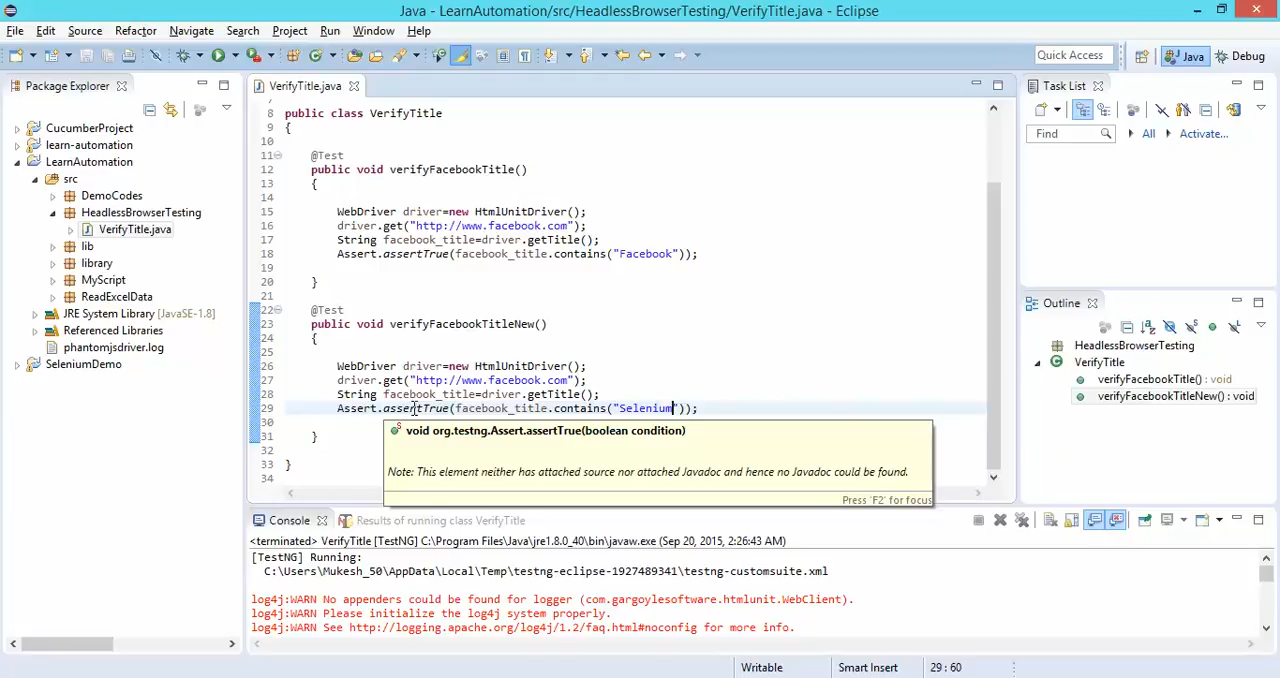 Java - LearnAutomation/src/HeadlessBrowserTesting/VerifyTitle.java - Eclipse
File Edit Source Refactor Navigate Search Project Run Window Help
Quick Access
Java
Debug
Package Explorer
CucumberProject
learn-automation
LearnAutomation
src
DemoCodes
HeadlessBrowserTesting
VerifyTitle.java
lib
library
MyScript
ReadExcelData
JRE System Library [JavaSE-1.8]
Referenced Libraries
phantomjsdriver.log
SeleniumDemo
VerifyTitle.java
8 public class VerifyTitle
9 {
10
11 @Test
12 public void verifyFacebookTitle()
13 {
14
15 WebDriver driver=new HtmlUnitDriver();
16 driver.get("http://www.facebook.com");
17 String facebook_title=driver.getTitle();
18 Assert.assertTrue(facebook_title.contains("Facebook"));
19
20 }
21
22 @Test
23 public void verifyFacebookTitleNew()
24 {
25
26 WebDriver driver=new HtmlUnitDriver();
27 driver.get("http://www.facebook.com");
28 String facebook_title=driver.getTitle();
29 Assert.assertTrue(facebook_title.contains("Selenium"));
30
31 }
32
33 }
34
void org.testng.Assert.assertTrue(boolean condition)
Note: This element neither has attached source nor attached Javadoc and hence no Javadoc could be found.
Press 'F2' for focus
Task List
Find
All
Activate...
Outline
HeadlessBrowserTesting
VerifyTitle
verifyFacebookTitle() : void
verifyFacebookTitleNew() : void
Console
Results of running class VerifyTitle
<terminated> VerifyTitle [TestNG] C:\Program Files\Java\jre1.8.0_40\bin\javaw.exe (Sep 20, 2015, 2:26:43 AM)
[TestNG] Running:
C:\Users\Mukesh_50\AppData\Local\Temp\testng-eclipse-1927489341\testng-customsuite.xml
log4j:WARN No appenders could be found for logger (com.gargoylesoftware.htmlunit.WebClient).
log4j:WARN Please initialize the log4j system properly.
log4j:WARN See http://logging.apache.org/log4j/1.2/faq.html#noconfig for more info.
Writable
Smart Insert
29 : 60